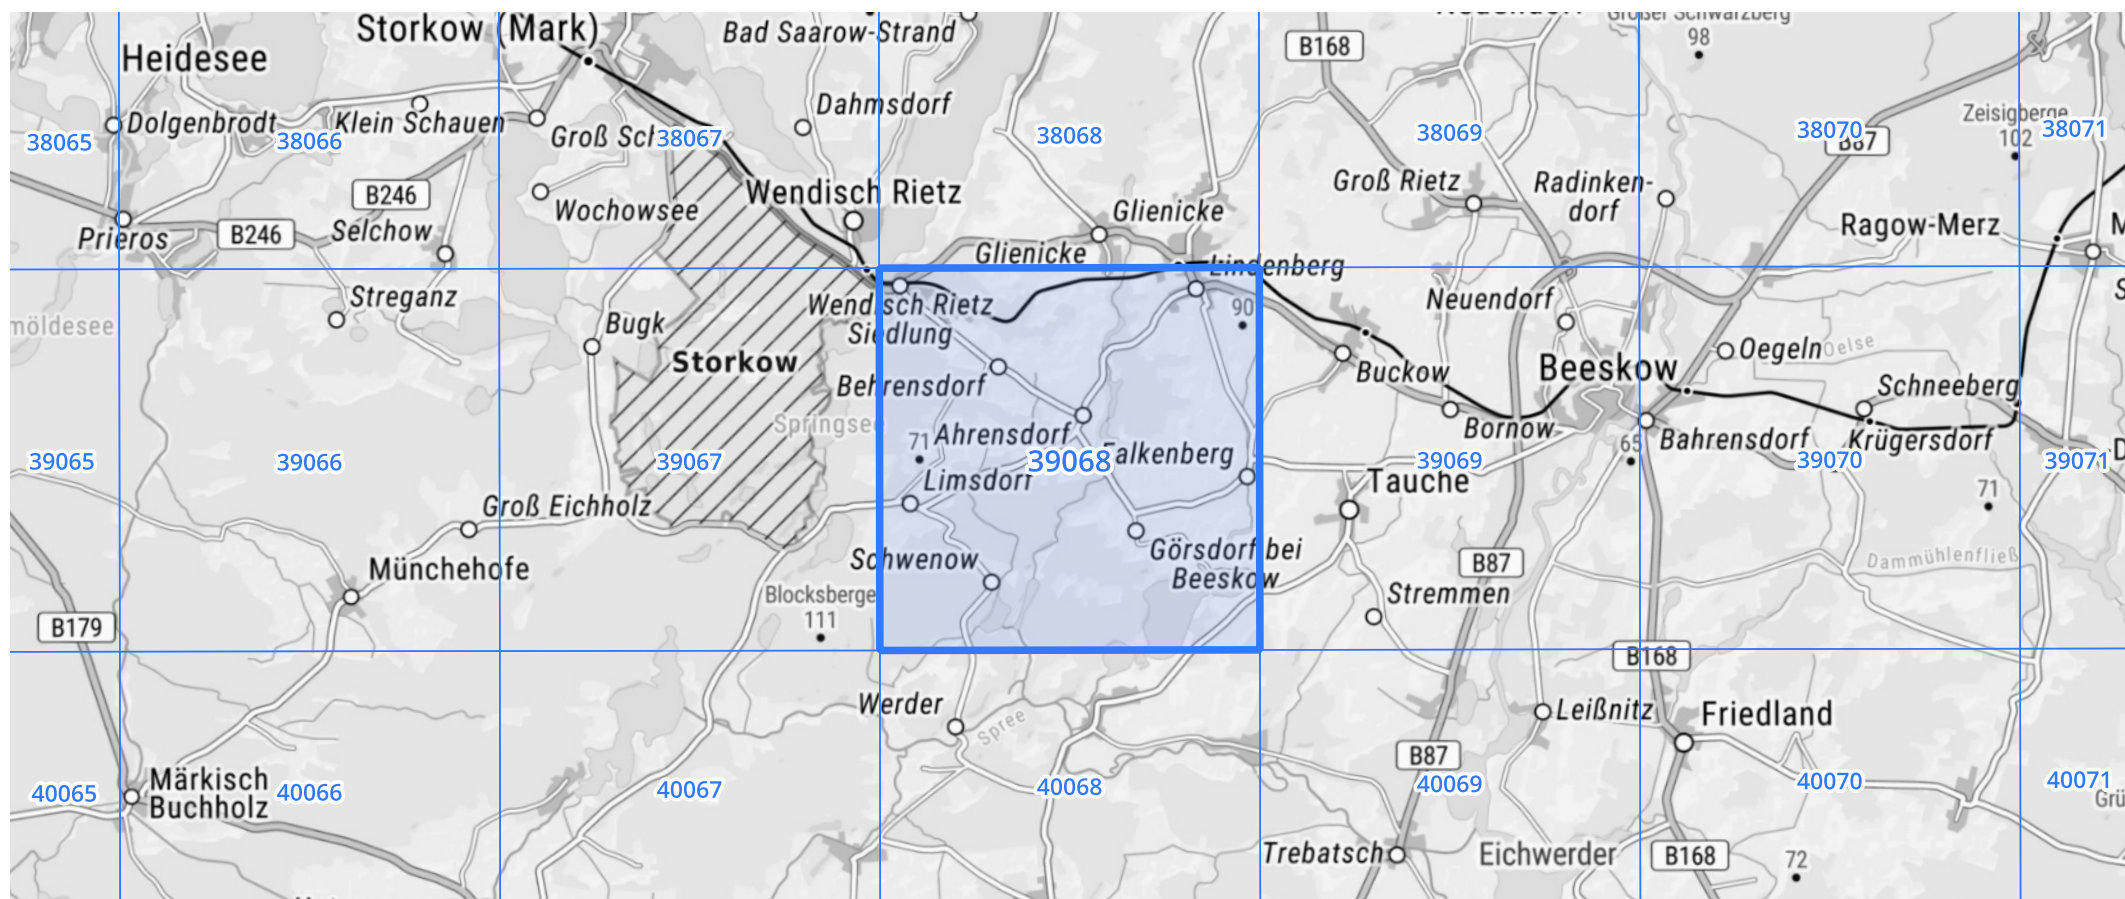 Storkow (Mark)
Bad Saarow-Strand
Großer Schwarzberg
98
B168
Heidesee
Dahmsdorf
Zeisigberge
102
Dolgenbrodt
Klein Schauen
38065
38066
38067
38068
38069
38070
38071
B87
B246
Wendisch Rietz
Groß Rietz
Radinken-
dorf
Wochowsee
Glienicke
Prieros
B246
Selchow
Ragow-Merz
Glienicke
Lindenberg
Streganz
Wendisch Rietz
Siedlung
90
Neuendorf
Bugk
Storkow
Behrensdorf
Buckow
Beeskow
Oegeln
Oelse
Schneeberg
Springsee
71
Ahrensdorf
Falkenberg
Bornow
65
Bahrensdorf
Krügersdorf
39065
39066
39067
39068
39069
39070
39071
Limsdorf
Tauche
71
Groß Eichholz
Münchehofe
Schwenow
Görsdorf bei
Beeskow
B87
Dammühlenfließ
Blocksberge
111
Stremmen
B179
B168
Werder
Spree
Leißnitz
Friedland
B87
Märkisch
Buchholz
40065
40066
40067
40068
40069
40070
40071
Trebatsch
Eichwerder
B168
72